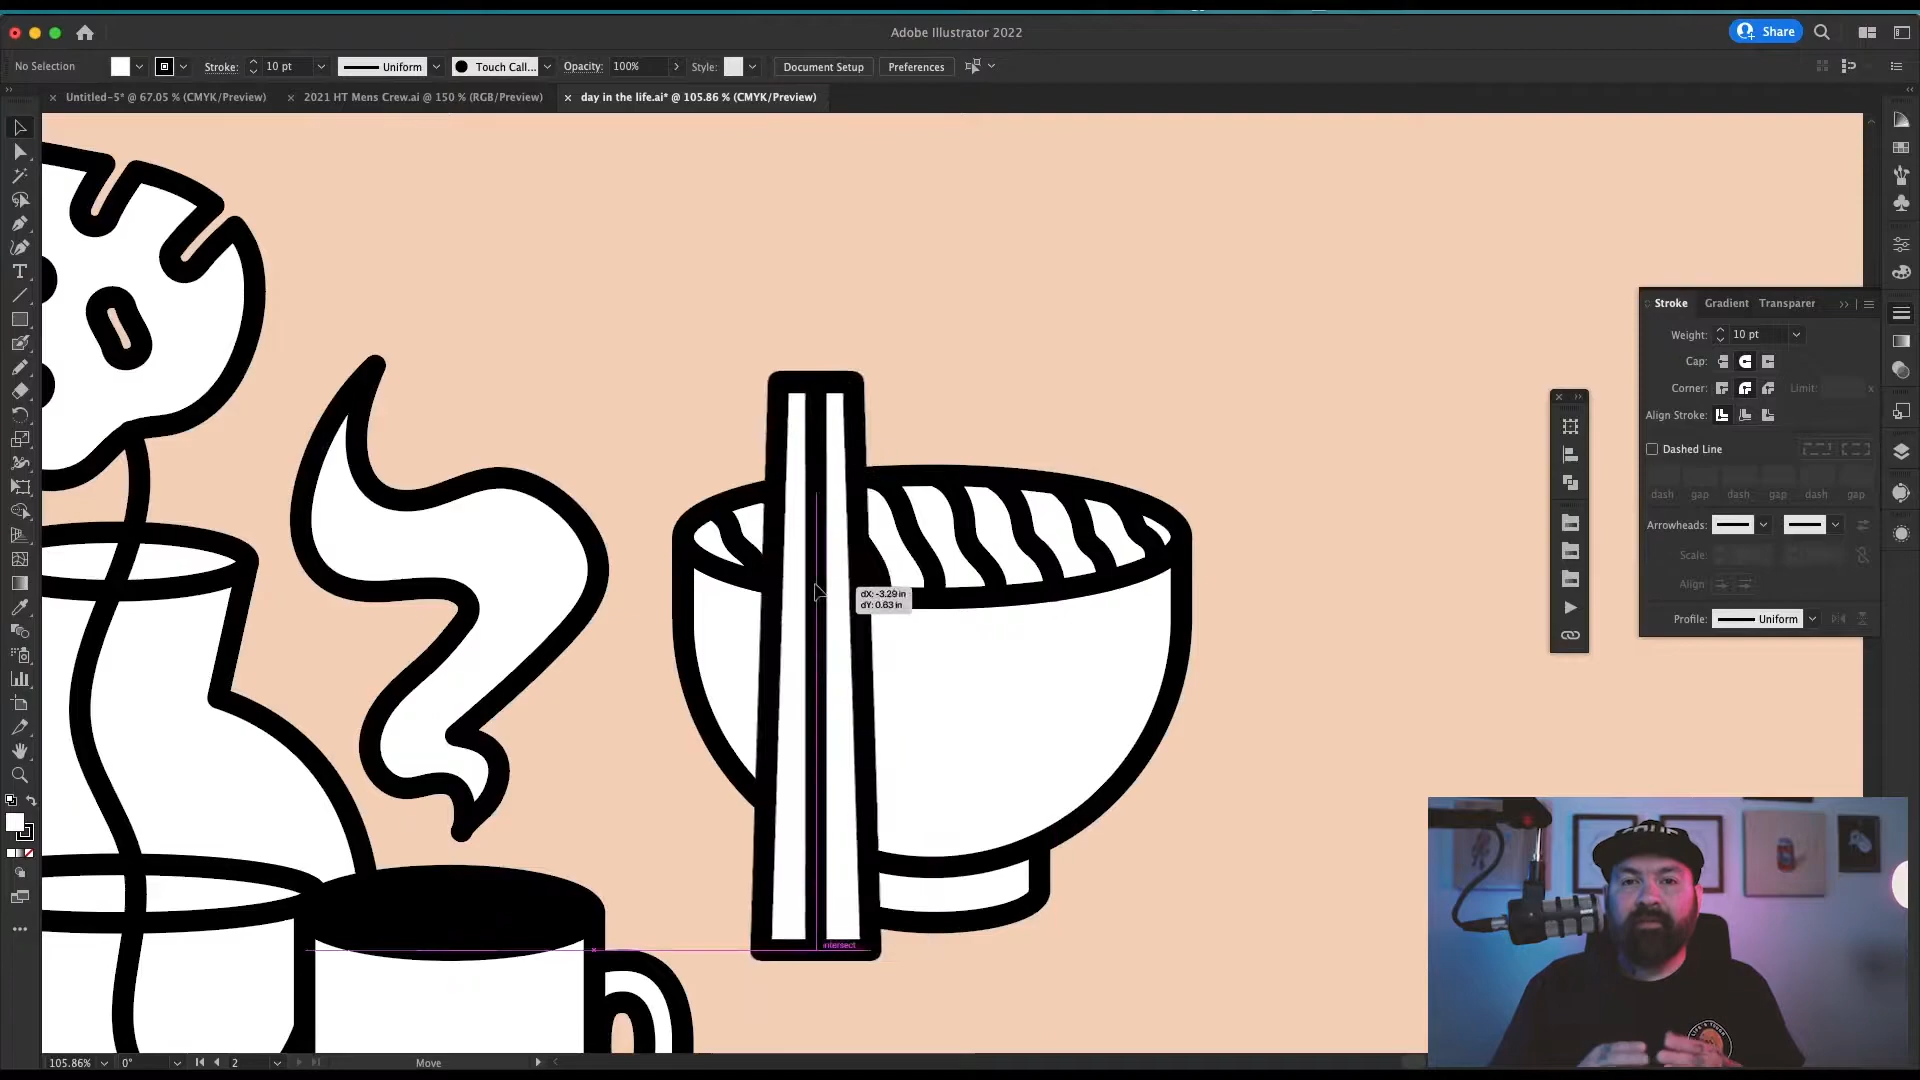 Adobe Illustrator 2022
Share
No Selection
Stroke:
10 pt
Uniform
Touch Call...
Opacity:
100%
Style:
Document Setup
Preferences
Untitled-5* @ 67.05 % (CMYK/Preview)
2021 HT Mens Crew.ai @ 150 % (RGB/Preview)
day in the life.ai* @ 105.86 % (CMYK/Preview)
Stroke
Gradient
Transparer
Weight:
10 pt
Cap:
Corner:
Limit:
x
Align Stroke:
Dashed Line
dash
gap
dash
gap
dash
gap
Arrowheads:
Scale:
Align
Profile:
Uniform
dX: -3.29 in
dY: 0.63 in
intersect
105.86%
0°
2
Move